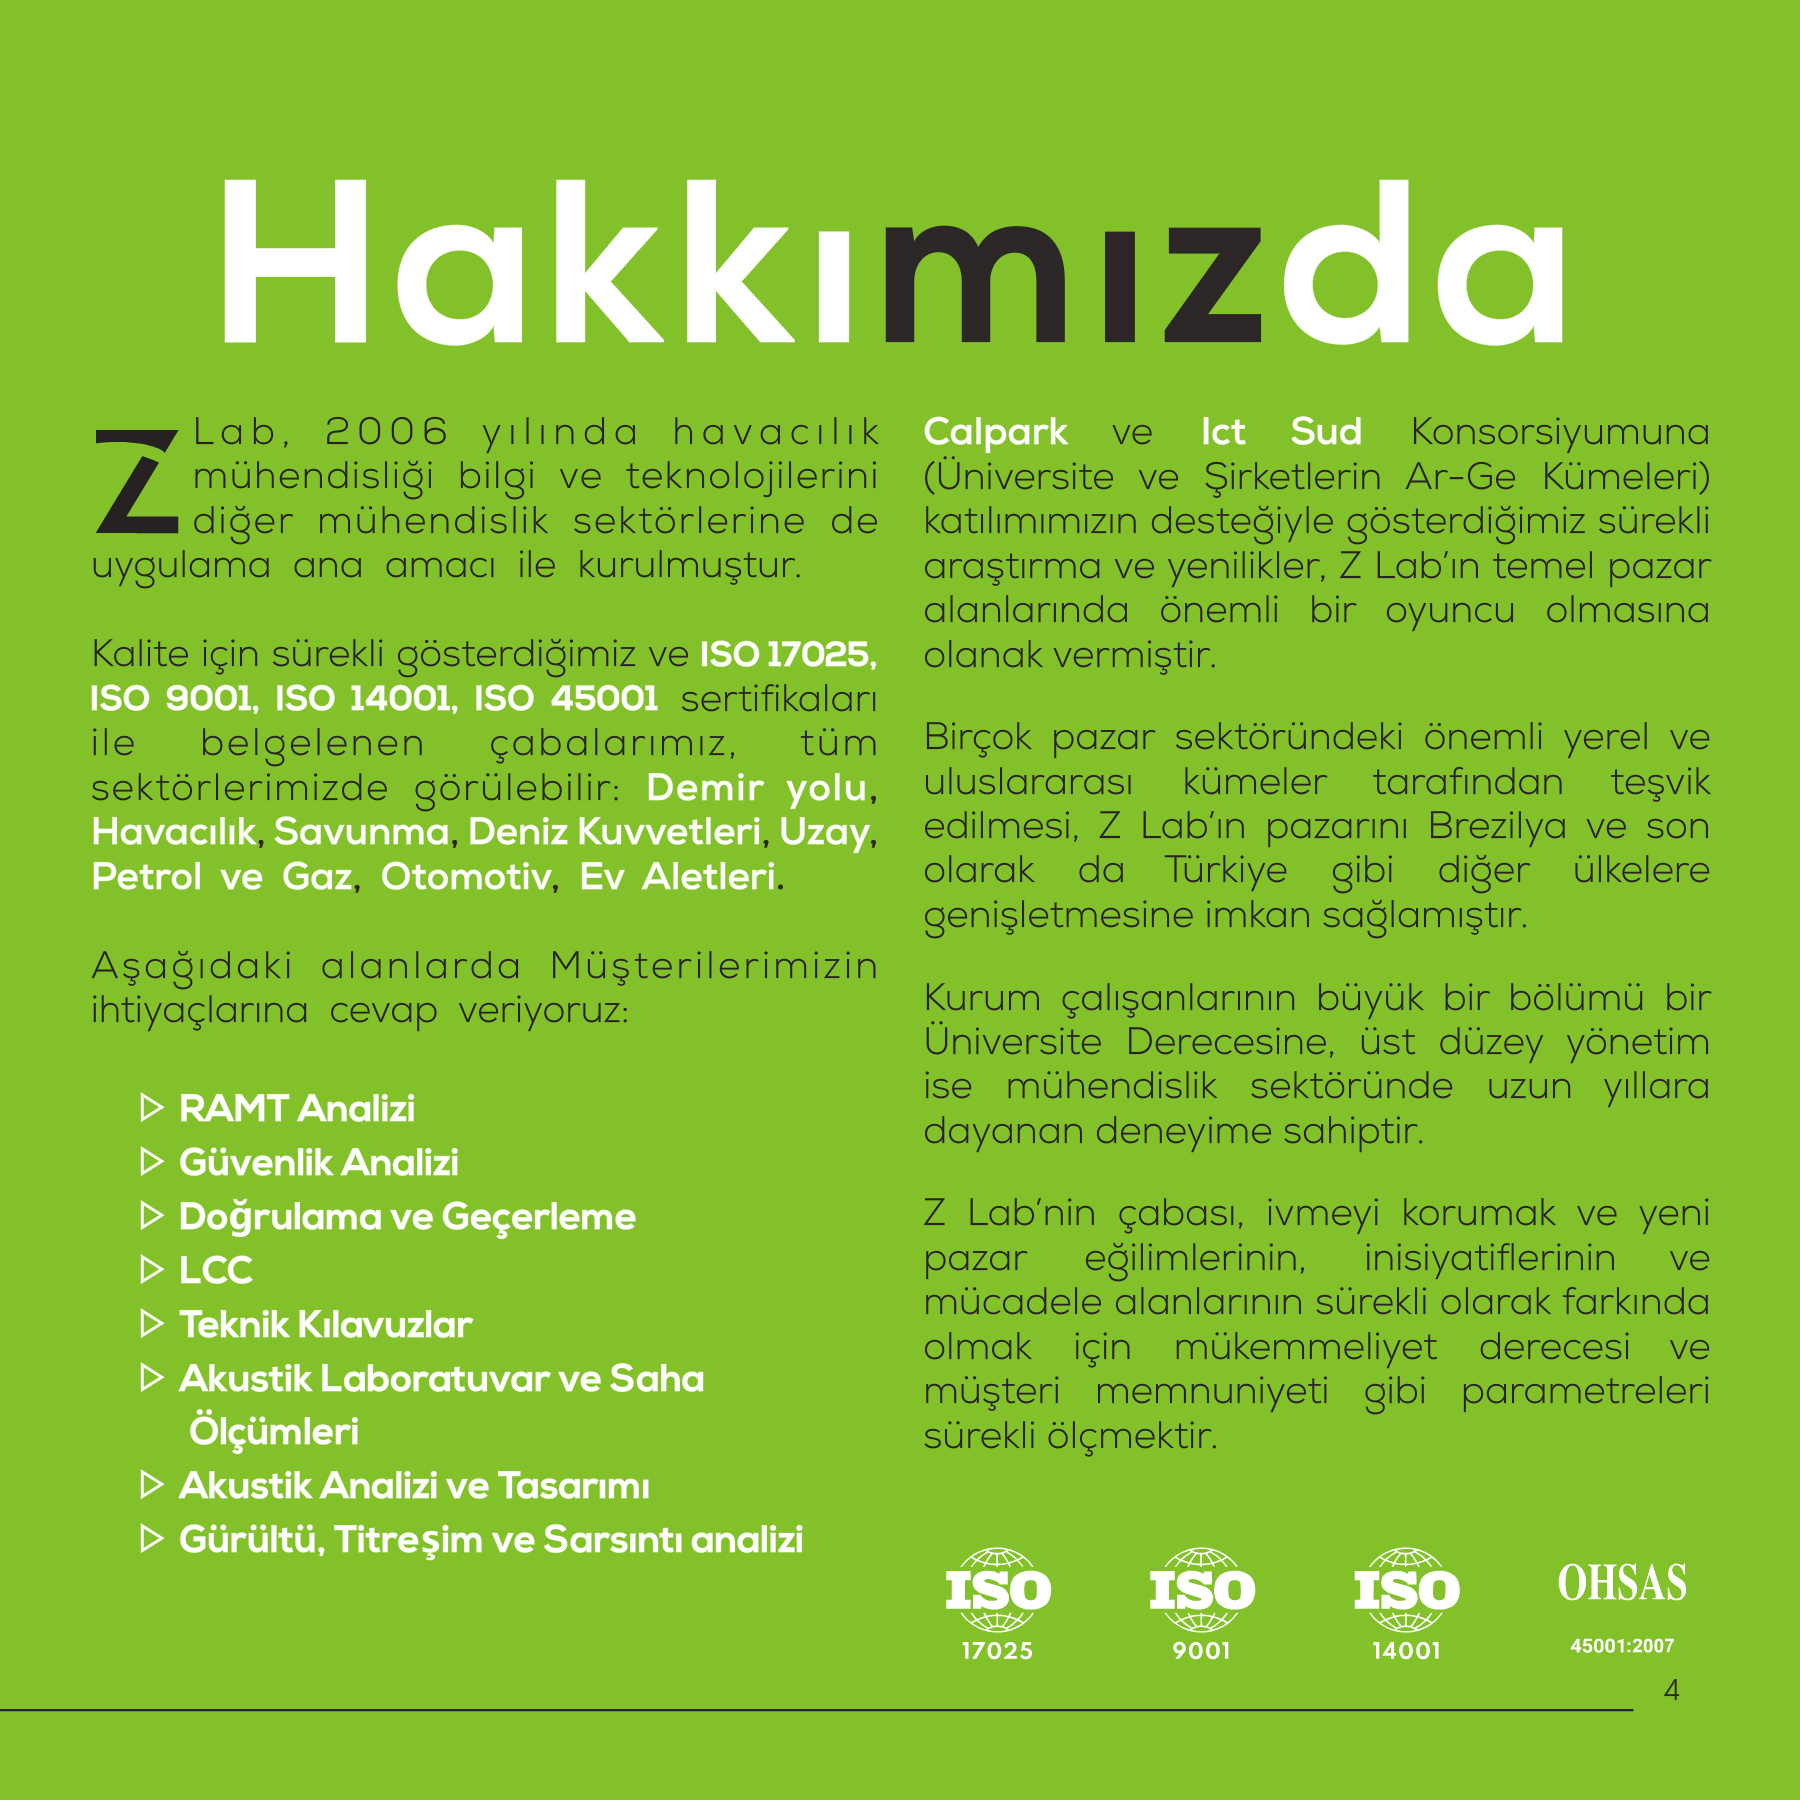 Hakkımızda
Z Lab, 2006 yılında havacılık
mühendisliği bilgi ve teknolojilerini
diğer mühendislik sektörlerine de
uygulama ana amacı ile kurulmuştur.
Kalite için sürekli gösterdiğimiz ve ISO 17025,
ISO 9001, ISO 14001, ISO 45001 sertifikaları
ile belgelenen çabalarımız, tüm
sektörlerimizde görülebilir: Demir yolu,
Havacılık, Savunma, Deniz Kuvvetleri, Uzay,
Petrol ve Gaz, Otomotiv, Ev Aletleri.
Aşağıdaki alanlarda Müşterilerimizin
ihtiyaçlarına cevap veriyoruz:
▷ RAMT Analizi
▷ Güvenlik Analizi
▷ Doğrulama ve Geçerleme
▷ LCC
▷ Teknik Kılavuzlar
▷ Akustik Laboratuvar ve Saha
Ölçümleri
▷ Akustik Analizi ve Tasarımı
▷ Gürültü, Titreşim ve Sarsıntı analizi
Calpark ve Ict Sud Konsorsiyumuna
(Üniversite ve Şirketlerin Ar-Ge Kümeleri)
katılımımızın desteğiyle gösterdiğimiz sürekli
araştırma ve yenilikler, Z Lab'ın temel pazar
alanlarında önemli bir oyuncu olmasına
olanak vermiştir.
Birçok pazar sektöründeki önemli yerel ve
uluslararası kümeler tarafından teşvik
edilmesi, Z Lab'ın pazarını Brezilya ve son
olarak da Türkiye gibi diğer ülkelere
genişletmesine imkan sağlamıştır.
Kurum çalışanlarının büyük bir bölümü bir
Üniversite Derecesine, üst düzey yönetim
ise mühendislik sektöründe uzun yıllara
dayanan deneyime sahiptir.
Z Lab'nin çabası, ivmeyi korumak ve yeni
pazar eğilimlerinin, inisiyatiflerinin ve
mücadele alanlarının sürekli olarak farkında
olmak için mükemmeliyet derecesi ve
müşteri memnuniyeti gibi parametreleri
sürekli ölçmektir.
ISO ISO ISO OHSAS
17025 9001 14001 45001:2007
4